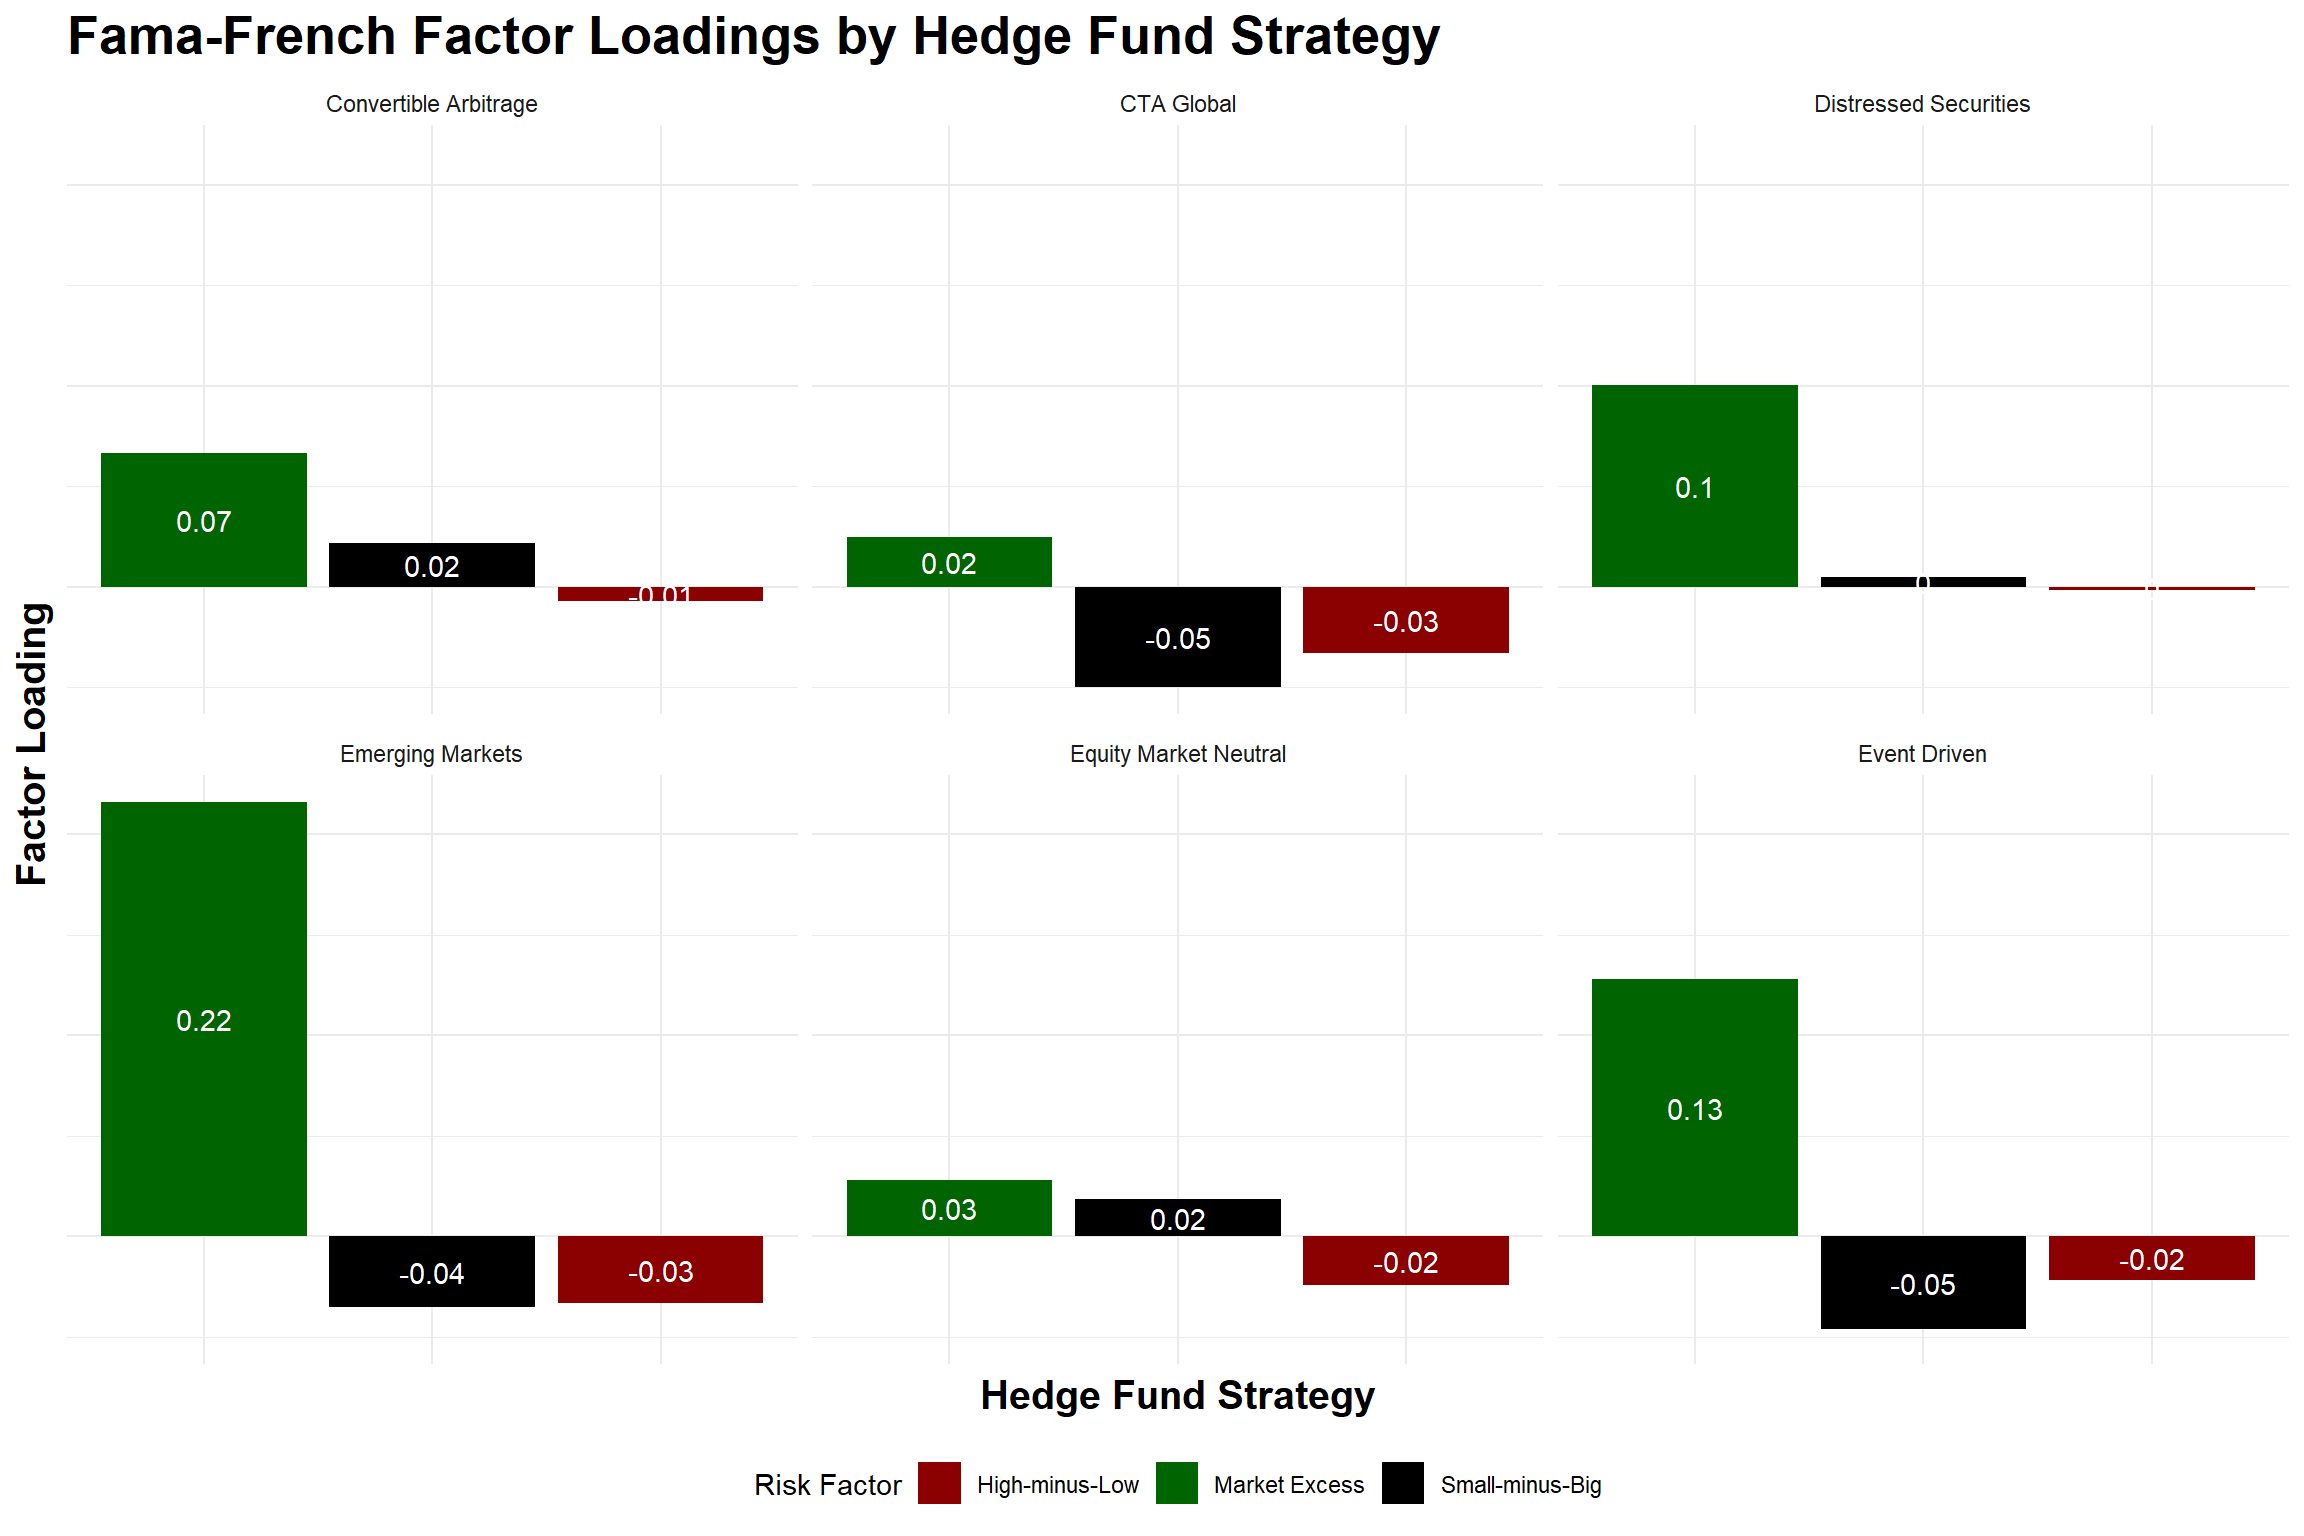 Fama-French Factor Loadings by Hedge Fund Strategy
Convertible Arbitrage
CTA Global
Distressed Securities
0.07
0.02
-0.01
0.02
-0.05
-0.03
0.1
0
Factor Loading
Emerging Markets
Equity Market Neutral
Event Driven
0.22
-0.04
-0.03
0.03
0.02
-0.02
0.13
-0.05
-0.02
Hedge Fund Strategy
Risk Factor
High-minus-Low
Market Excess
Small-minus-Big